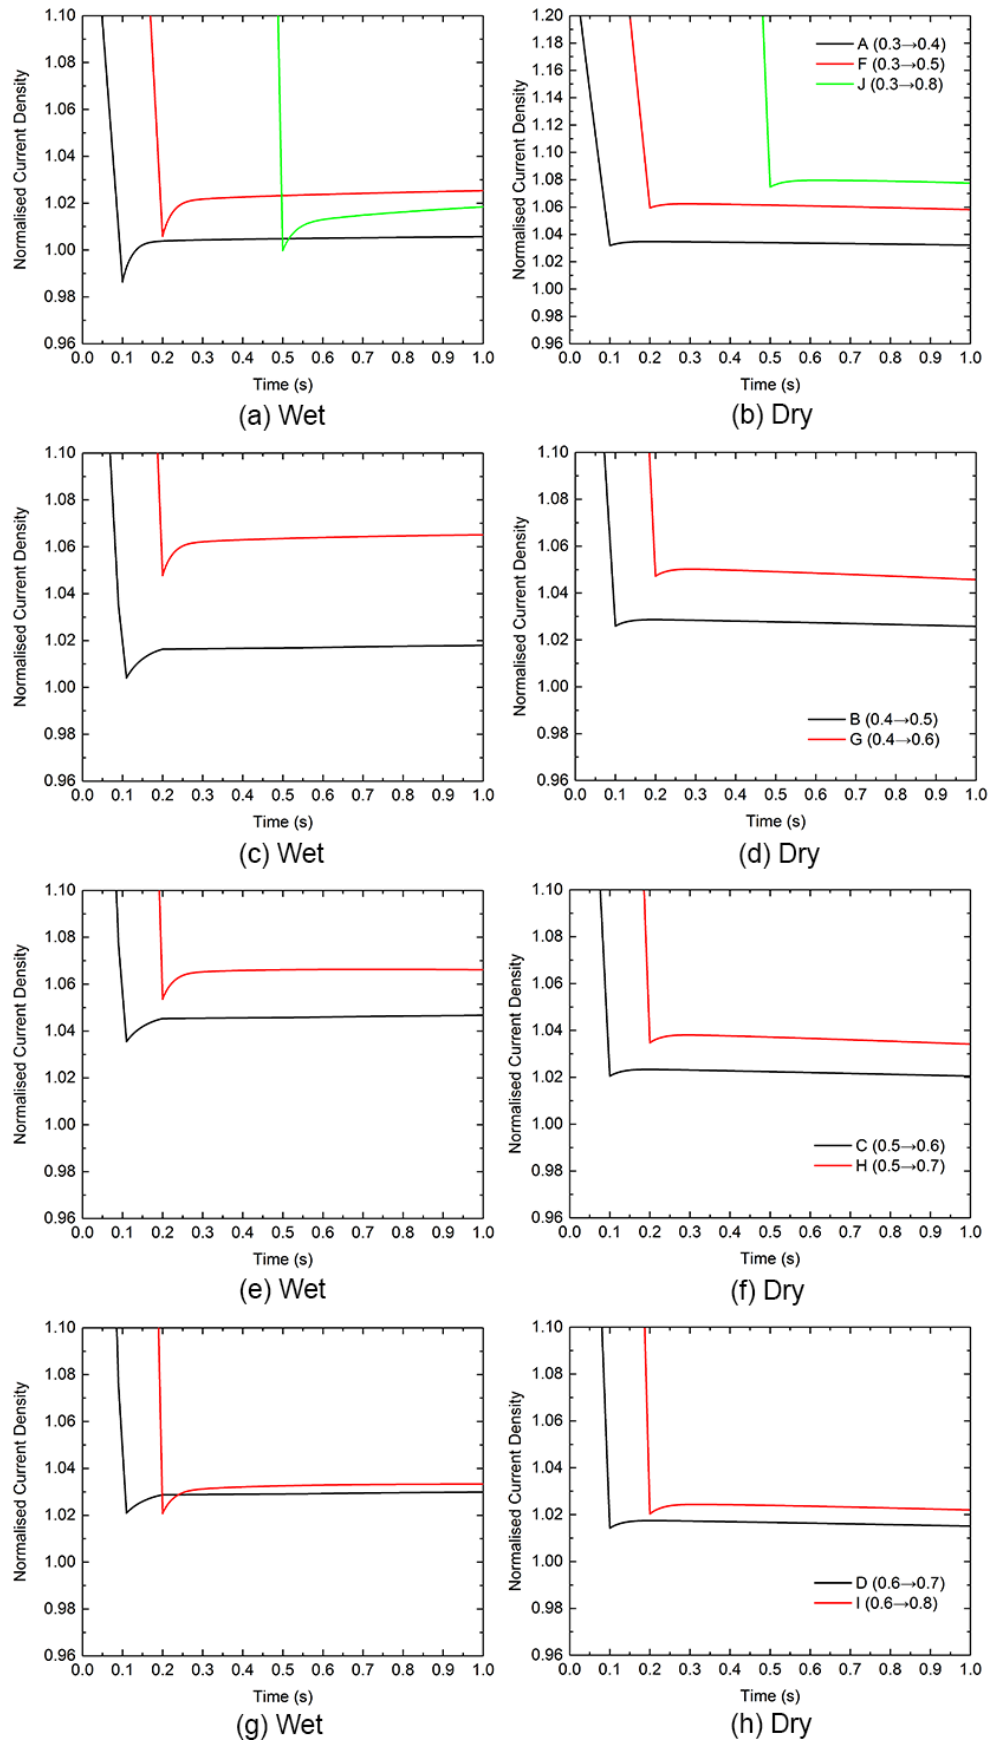 1.10
1.08
1.06
1.04
1.02
1.00
0.98
0.96
Normalised Current Density
0.0 0.1 0.2 0.3 0.4 0.5 0.6 0.7 0.8 0.9 1.0
Time (s)
(a) Wet
1.20
1.18
1.16
1.14
1.12
1.10
1.08
1.06
1.04
1.02
1.00
0.98
0.96
Normalised Current Density
A (0.3→0.4)
F (0.3→0.5)
J (0.3→0.8)
0.0 0.1 0.2 0.3 0.4 0.5 0.6 0.7 0.8 0.9 1.0
Time (s)
(b) Dry
1.10
1.08
1.06
1.04
1.02
1.00
0.98
0.96
Normalised Current Density
0.0 0.1 0.2 0.3 0.4 0.5 0.6 0.7 0.8 0.9 1.0
Time (s)
(c) Wet
1.10
1.08
1.06
1.04
1.02
1.00
0.98
0.96
Normalised Current Density
B (0.4→0.5)
G (0.4→0.6)
0.0 0.1 0.2 0.3 0.4 0.5 0.6 0.7 0.8 0.9 1.0
Time (s)
(d) Dry
1.10
1.08
1.06
1.04
1.02
1.00
0.98
0.96
Normalised Current Density
0.0 0.1 0.2 0.3 0.4 0.5 0.6 0.7 0.8 0.9 1.0
Time (s)
(e) Wet
1.10
1.08
1.06
1.04
1.02
1.00
0.98
0.96
Normalised Current Density
C (0.5→0.6)
H (0.5→0.7)
0.0 0.1 0.2 0.3 0.4 0.5 0.6 0.7 0.8 0.9 1.0
Time (s)
(f) Dry
1.10
1.08
1.06
1.04
1.02
1.00
0.98
0.96
Normalised Current Density
0.0 0.1 0.2 0.3 0.4 0.5 0.6 0.7 0.8 0.9 1.0
Time (s)
(g) Wet
1.10
1.08
1.06
1.04
1.02
1.00
0.98
0.96
Normalised Current Density
D (0.6→0.7)
I (0.6→0.8)
0.0 0.1 0.2 0.3 0.4 0.5 0.6 0.7 0.8 0.9 1.0
Time (s)
(h) Dry